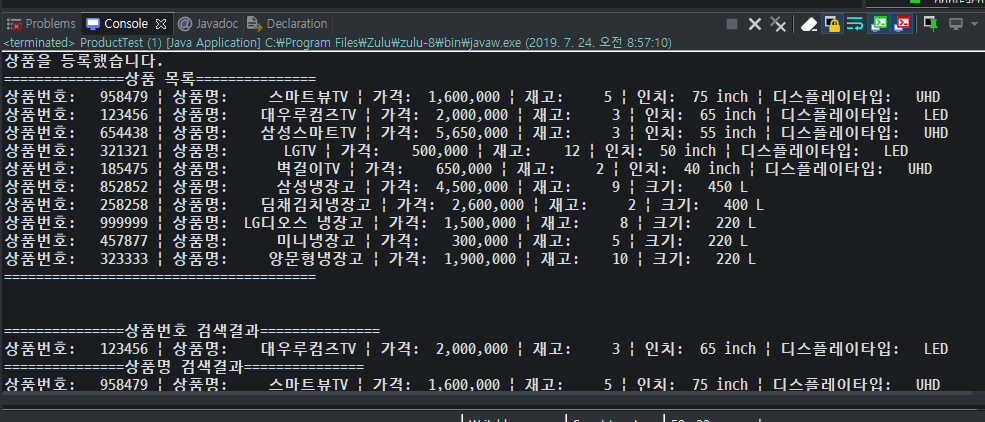 Problems Console Javadoc Declaration
<terminated> ProductTest (1) [Java Application] C:₩Program Files₩Zulu₩zulu-8₩bin₩javaw.exe (2019. 7. 24. 오전 8:57:10)
상품을 등록했습니다.
===============상품 목록===============
상품번호: 958479 ¦ 상품명: 스마트뷰TV ¦ 가격: 1,600,000 ¦ 재고: 5 ¦ 인치: 75 inch ¦ 디스플레이타입: UHD
상품번호: 123456 ¦ 상품명: 대우루컴즈TV ¦ 가격: 2,000,000 ¦ 재고: 3 ¦ 인치: 65 inch ¦ 디스플레이타입: LED
상품번호: 654438 ¦ 상품명: 삼성스마트TV ¦ 가격: 5,650,000 ¦ 재고: 3 ¦ 인치: 55 inch ¦ 디스플레이타입: UHD
상품번호: 321321 ¦ 상품명: LGTV ¦ 가격: 500,000 ¦ 재고: 12 ¦ 인치: 50 inch ¦ 디스플레이타입: LED
상품번호: 185475 ¦ 상품명: 벽걸이TV ¦ 가격: 650,000 ¦ 재고: 2 ¦ 인치: 40 inch ¦ 디스플레이타입: UHD
상품번호: 852852 ¦ 상품명: 삼성냉장고 ¦ 가격: 4,500,000 ¦ 재고: 9 ¦ 크기: 450 L
상품번호: 258258 ¦ 상품명: 딤채김치냉장고 ¦ 가격: 2,600,000 ¦ 재고: 2 ¦ 크기: 400 L
상품번호: 999999 ¦ 상품명: LG디오스 냉장고 ¦ 가격: 1,500,000 ¦ 재고: 8 ¦ 크기: 220 L
상품번호: 457877 ¦ 상품명: 미니냉장고 ¦ 가격: 300,000 ¦ 재고: 5 ¦ 크기: 220 L
상품번호: 323333 ¦ 상품명: 양문형냉장고 ¦ 가격: 1,900,000 ¦ 재고: 10 ¦ 크기: 220 L
=======================================
===============상품번호 검색결과===============
상품번호: 123456 ¦ 상품명: 대우루컴즈TV ¦ 가격: 2,000,000 ¦ 재고: 3 ¦ 인치: 65 inch ¦ 디스플레이타입: LED
===============상품명 검색결과===============
상품번호: 958479 ¦ 상품명: 스마트뷰TV ¦ 가격: 1,600,000 ¦ 재고: 5 ¦ 인치: 75 inch ¦ 디스플레이타입: UHD